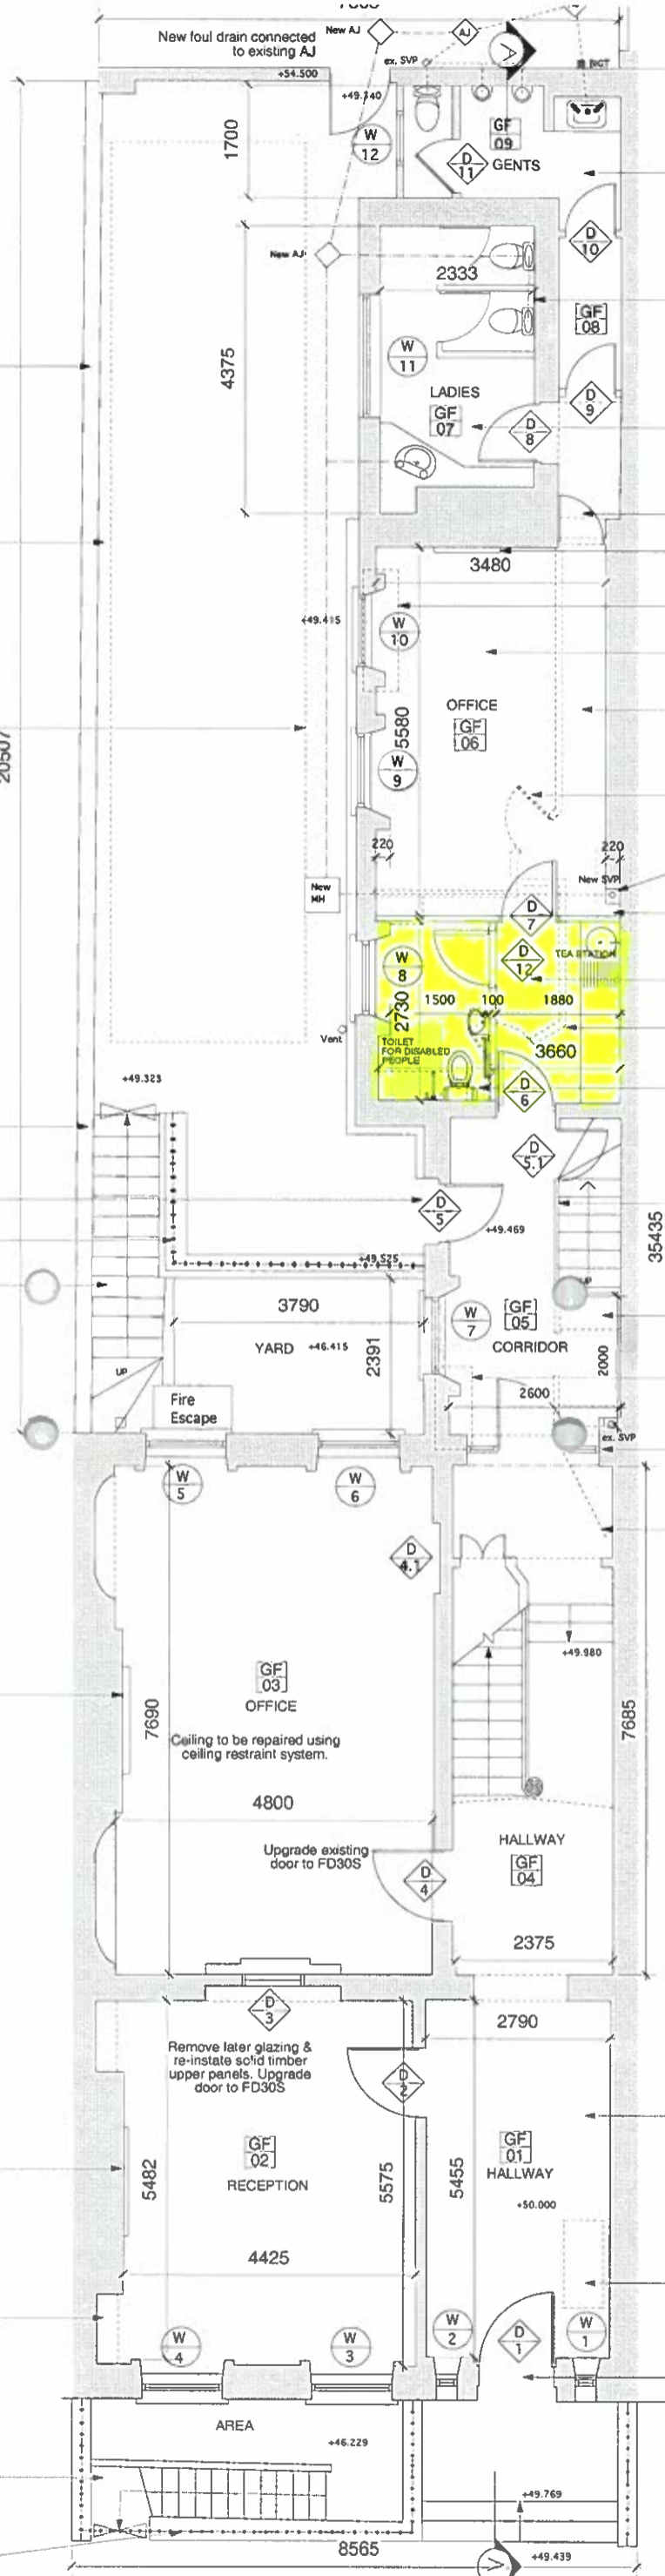 New foul drain connected
to existing AJ
New AJ
AJ
ex. SVP
A
+54.500
+49.340
BIGT
1700
W
12
GF
09
GENTS
D
11
D
10
New AJ
2333
GF
08
W
11
4375
LADIES
GF
07
D
8
D
9
3480
W
10
+49.415
OFFICE
GF
06
5580
20507
W
9
220
220
New SVP
New
MH
D
7
W
8
D
12
TEA STATION
2730
1500
100
1880
TOILET
FOR DISABLED
PEOPLE
Vent
3660
D
6
+49.323
D
5.1
D
5
+49.469
35435
+49.525
UP
3790
W
7
GF
05
CORRIDOR
YARD
+46.415
2391
2000
UP
Fire
Escape
2600
ex. SVP
W
5
W
6
D
4.1
+49.980
GF
03
OFFICE
7690
7685
Ceiling to be repaired using
ceiling restraint system.
4800
HALLWAY
GF
04
Upgrade existing
door to FD30S
D
4
2375
D
3
2790
Remove later glazing &
re-instate solid timber
upper panels. Upgrade
door to FD30S
D
2
GF
02
RECEPTION
5482
5575
5455
GF
01
HALLWAY
+50.000
4425
W
4
W
3
W
2
D
1
W
1
AREA
+46.229
+49.769
8565
A
+49.439